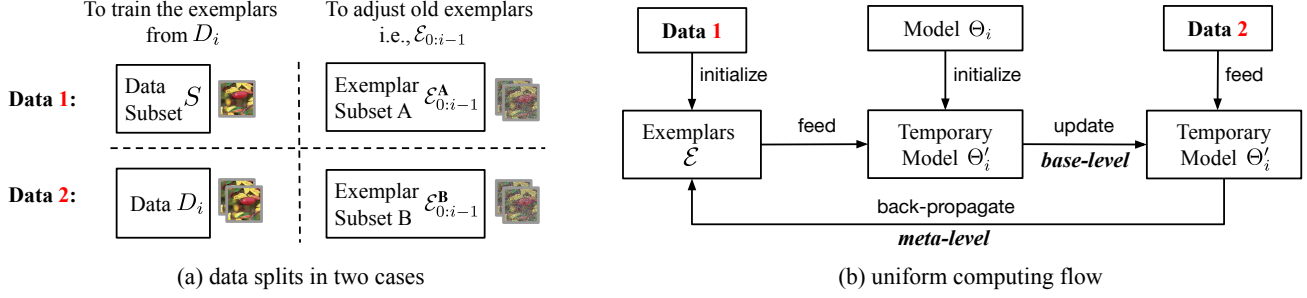 To train the exemplars
from D_i
To adjust old exemplars
i.e., ℰ_{0:i−1}
Data 1:
Data
Subset S
Exemplar
Subset A ℰ^A_{0:i−1}
Data 2:
Data D_i
Exemplar
Subset B ℰ^B_{0:i−1}
(a) data splits in two cases
Data 1
Model Θ_i
Data 2
initialize
initialize
feed
Exemplars
ℰ
feed
Temporary
Model Θ′_i
update
base-level
Temporary
Model Θ′_i
back-propagate
meta-level
(b) uniform computing flow